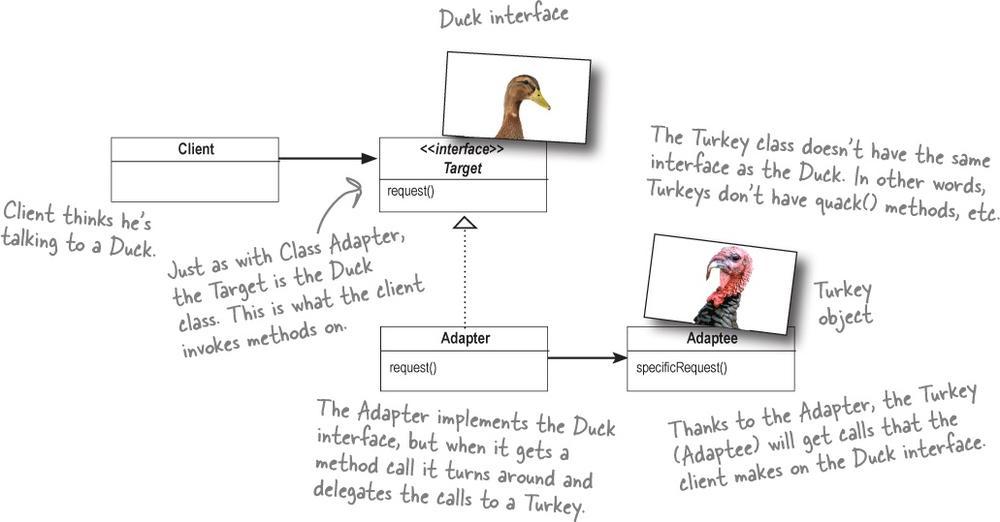 Duck interface
Client
<<interface>>
Target
request()
The Turkey class doesn't have the same
interface as the Duck. In other words,
Turkeys don't have quack() methods, etc.
Client thinks he's
talking to a Duck.
Just as with Class Adapter,
the Target is the Duck
class. This is what the client
invokes methods on.
Turkey
object
Adapter
request()
Adaptee
specificRequest()
The Adapter implements the Duck
interface, but when it gets a
method call it turns around and
delegates the calls to a Turkey.
Thanks to the Adapter, the Turkey
(Adaptee) will get calls that the
client makes on the Duck interface.